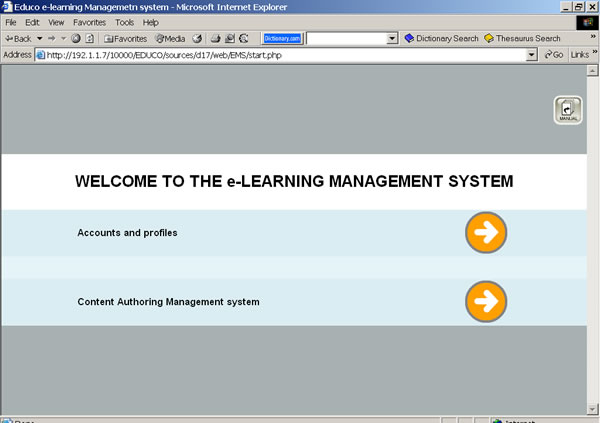 Educo e-learning Managemetn system - Microsoft Internet Explorer
File Edit View Favorites Tools Help
Back Favorites Media Dictionary.com Dictionary Search Thesaurus Search
Address http://192.1.1.7/10000/EDUCO/sources/d17/web/EMS/start.php Go Links »
MANUAL
WELCOME TO THE e-LEARNING MANAGEMENT SYSTEM
Accounts and profiles
Content Authoring Management system